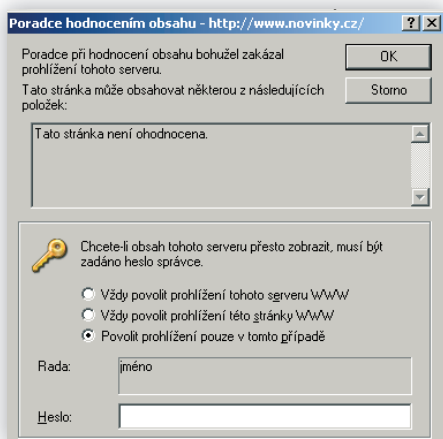 Poradce hodnocením obsahu - http://www.novinky.cz/
Poradce při hodnocení obsahu bohužel zakázal
prohlížení tohoto serveru.
OK
Tato stránka může obsahovat některou z následujících
položek:
Storno
Tato stránka není ohodnocena.
Chcete-li obsah tohoto serveru přesto zobrazit, musí být
zadáno heslo správce.
Vždy povolit prohlížení tohoto serveru WWW
Vždy povolit prohlížení této stránky WWW
Povolit prohlížení pouze v tomto případě
Rada:
jméno
Heslo: